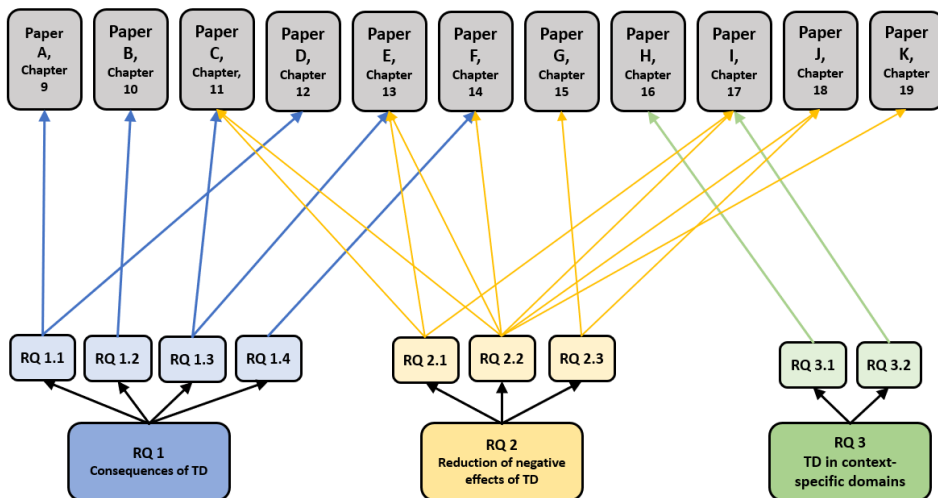 Paper
A,
Chapter
9
Paper
B,
Chapter
10
Paper
C,
Chapter,
11
Paper
D,
Chapter
12
Paper
E,
Chapter
13
Paper
F,
Chapter
14
Paper
G,
Chapter
15
Paper
H,
Chapter
16
Paper
I,
Chapter
17
Paper
J,
Chapter
18
Paper
K,
Chapter
19
RQ 1.1
RQ 1.2
RQ 1.3
RQ 1.4
RQ 2.1
RQ 2.2
RQ 2.3
RQ 3.1
RQ 3.2
RQ 1
Consequences of TD
RQ 2
Reduction of negative
effects of TD
RQ 3
TD in context-
specific domains